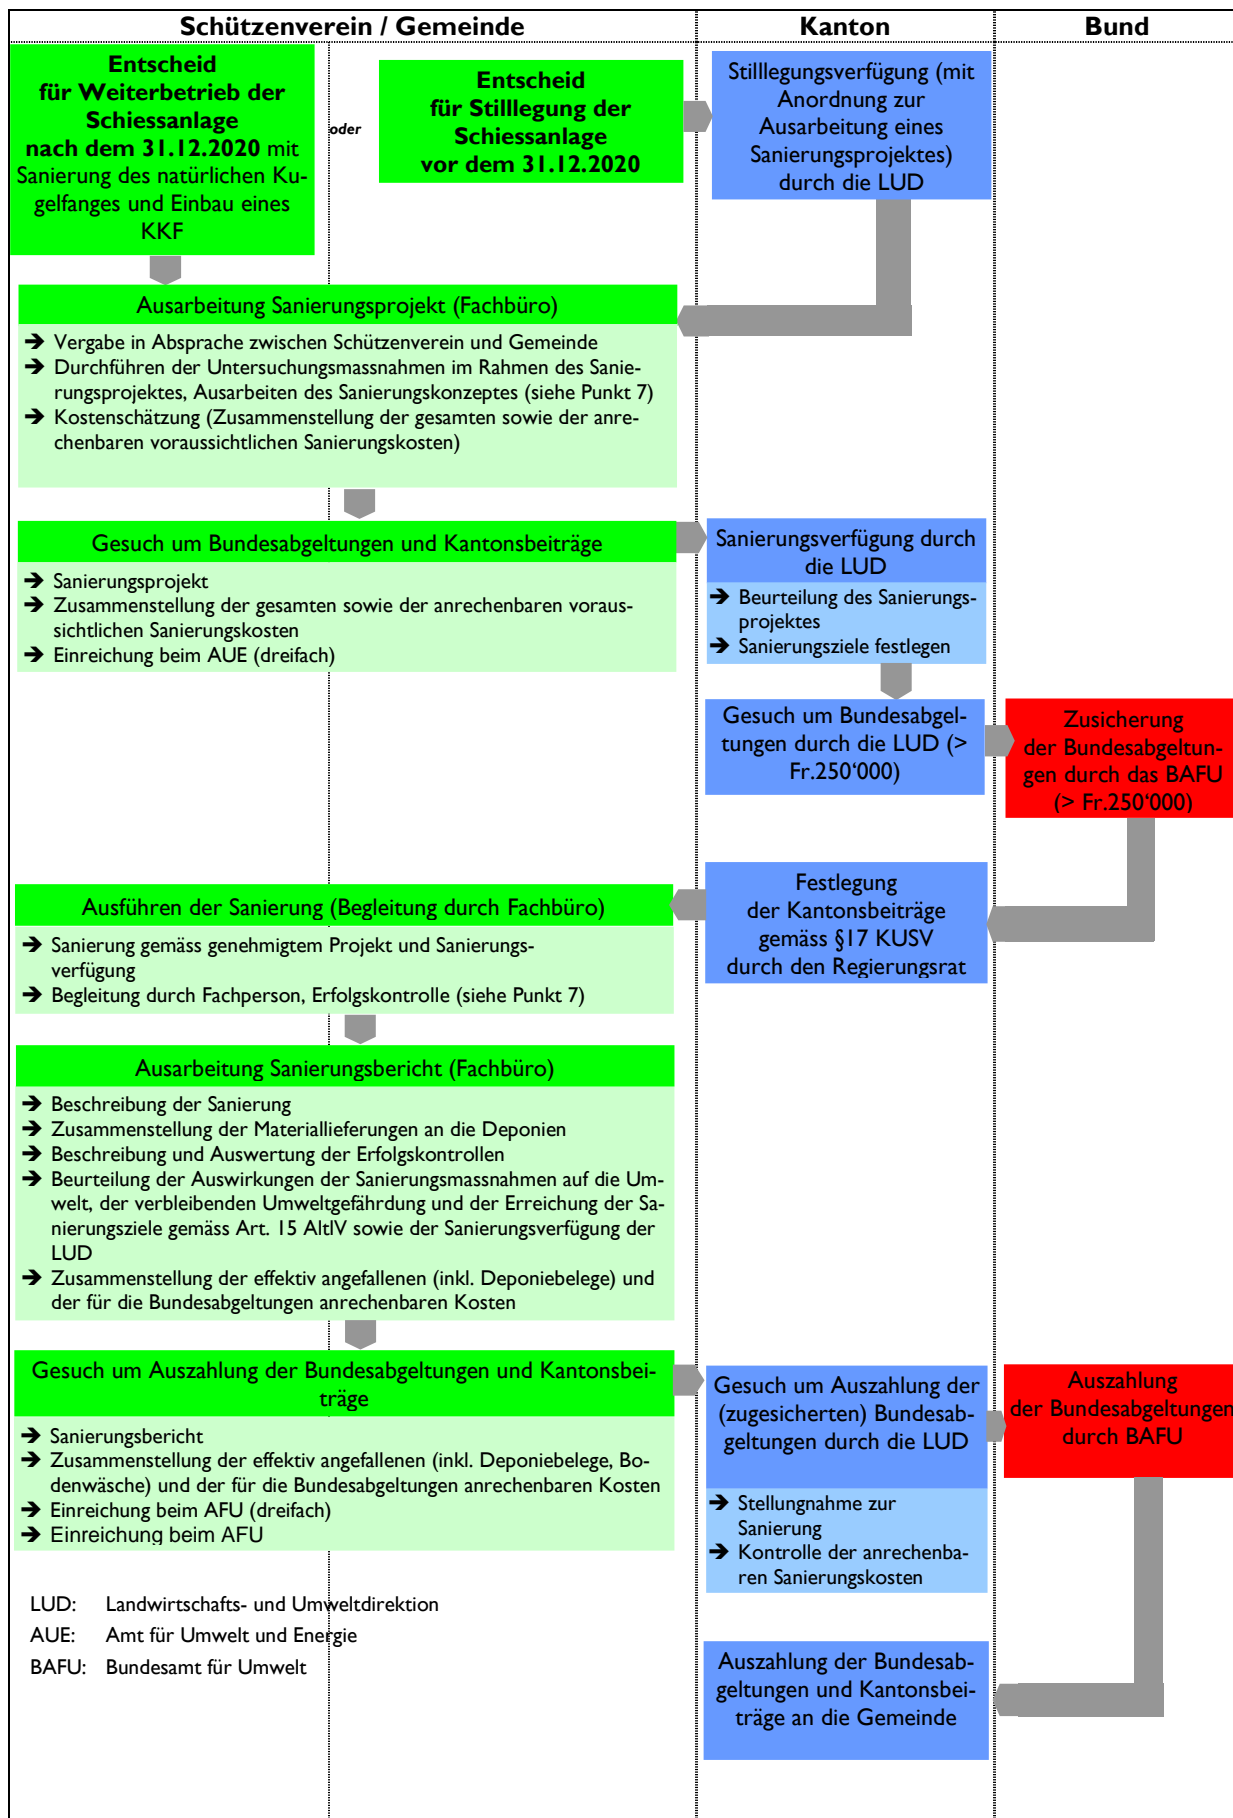 Schützenverein / Gemeinde
Kanton
Bund
Entscheid
für Weiterbetrieb der
Schiessanlage
nach dem 31.12.2020 mit
Sanierung des natürlichen Ku-
gelfanges und Einbau eines
KKF
oder
Entscheid
für Stilllegung der
Schiessanlage
vor dem 31.12.2020
Stilllegungsverfügung (mit
Anordnung zur
Ausarbeitung eines
Sanierungsprojektes)
durch die LUD
Ausarbeitung Sanierungsprojekt (Fachbüro)
➔ Vergabe in Absprache zwischen Schützenverein und Gemeinde
➔ Durchführen der Untersuchungsmassnahmen im Rahmen des Sanie-
rungsprojektes, Ausarbeiten des Sanierungskonzeptes (siehe Punkt 7)
➔ Kostenschätzung (Zusammenstellung der gesamten sowie der anre-
chenbaren voraussichtlichen Sanierungskosten)
Gesuch um Bundesabgeltungen und Kantonsbeiträge
➔ Sanierungsprojekt
➔ Zusammenstellung der gesamten sowie der anrechenbaren voraus-
sichtlichen Sanierungskosten
➔ Einreichung beim AUE (dreifach)
Sanierungsverfügung durch
die LUD
➔ Beurteilung des Sanierungs-
projektes
➔ Sanierungsziele festlegen
Gesuch um Bundesabgel-
tungen durch die LUD (>
Fr.250‘000)
Zusicherung
der Bundesabgeltun-
gen durch das BAFU
(> Fr.250‘000)
Festlegung
der Kantonsbeiträge
gemäss §17 KUSV
durch den Regierungsrat
Ausführen der Sanierung (Begleitung durch Fachbüro)
➔ Sanierung gemäss genehmigtem Projekt und Sanierungs-
verfügung
➔ Begleitung durch Fachperson, Erfolgskontrolle (siehe Punkt 7)
Ausarbeitung Sanierungsbericht (Fachbüro)
➔ Beschreibung der Sanierung
➔ Zusammenstellung der Materiallieferungen an die Deponien
➔ Beschreibung und Auswertung der Erfolgskontrollen
➔ Beurteilung der Auswirkungen der Sanierungsmassnahmen auf die Um-
welt, der verbleibenden Umweltgefährdung und der Erreichung der Sa-
nierungsziele gemäss Art. 15 AltlV sowie der Sanierungsverfügung der
LUD
➔ Zusammenstellung der effektiv angefallenen (inkl. Deponiebelege) und
der für die Bundesabgeltungen anrechenbaren Kosten
Gesuch um Auszahlung der Bundesabgeltungen und Kantonsbei-
träge
➔ Sanierungsbericht
➔ Zusammenstellung der effektiv angefallenen (inkl. Deponiebelege, Bo-
denwäsche) und der für die Bundesabgeltungen anrechenbaren Kosten
➔ Einreichung beim AFU (dreifach)
➔ Einreichung beim AFU
Gesuch um Auszahlung der
(zugesicherten) Bundesab-
geltungen durch die LUD
➔ Stellungnahme zur
Sanierung
➔ Kontrolle der anrechenba-
ren Sanierungskosten
Auszahlung
der Bundesabgeltungen
durch BAFU
Auszahlung der Bundesab-
geltungen und Kantonsbei-
träge an die Gemeinde
LUD: Landwirtschafts- und Umweltdirektion
AUE: Amt für Umwelt und Energie
BAFU: Bundesamt für Umwelt